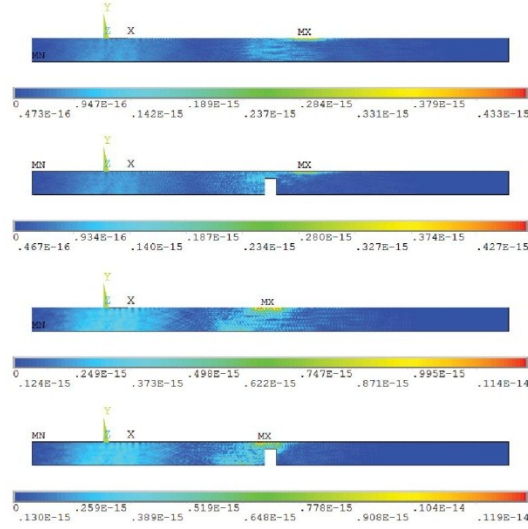 Y
Z X MX
MN
0 .947E-16 .189E-15 .284E-15 .379E-15
.473E-16 .142E-15 .237E-15 .331E-15 .433E-15
Y
MN Z X MX
0 .934E-16 .187E-15 .280E-15 .374E-15
.467E-16 .140E-15 .234E-15 .327E-15 .427E-15
Y
Z X MX
MN
0 .249E-15 .498E-15 .747E-15 .995E-15
.124E-15 .373E-15 .622E-15 .871E-15 .114E-14
Y
MN Z X MX
0 .259E-15 .519E-15 .778E-15 .104E-14
.130E-15 .389E-15 .648E-15 .908E-15 .119E-14